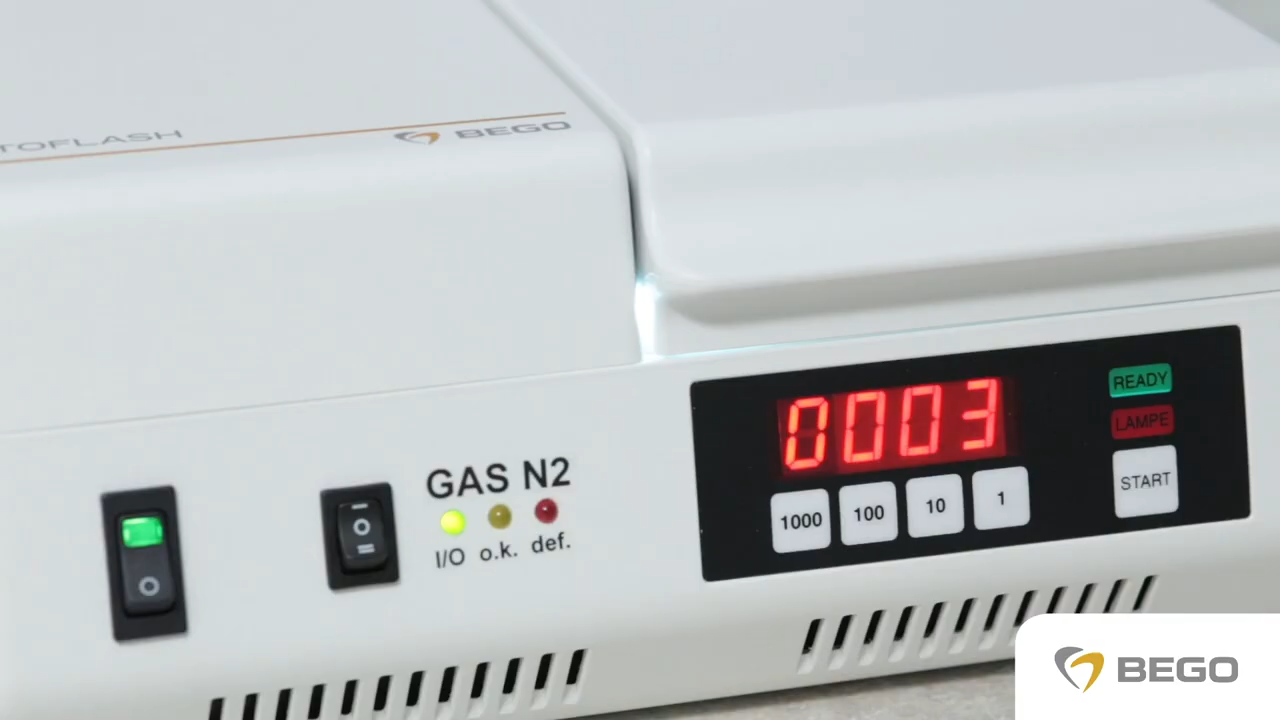 TOFLASH
BEGO
GAS N2
I/O o.k. def.
0003
1000 100 10 1
READY
LAMPE
START
BEGO